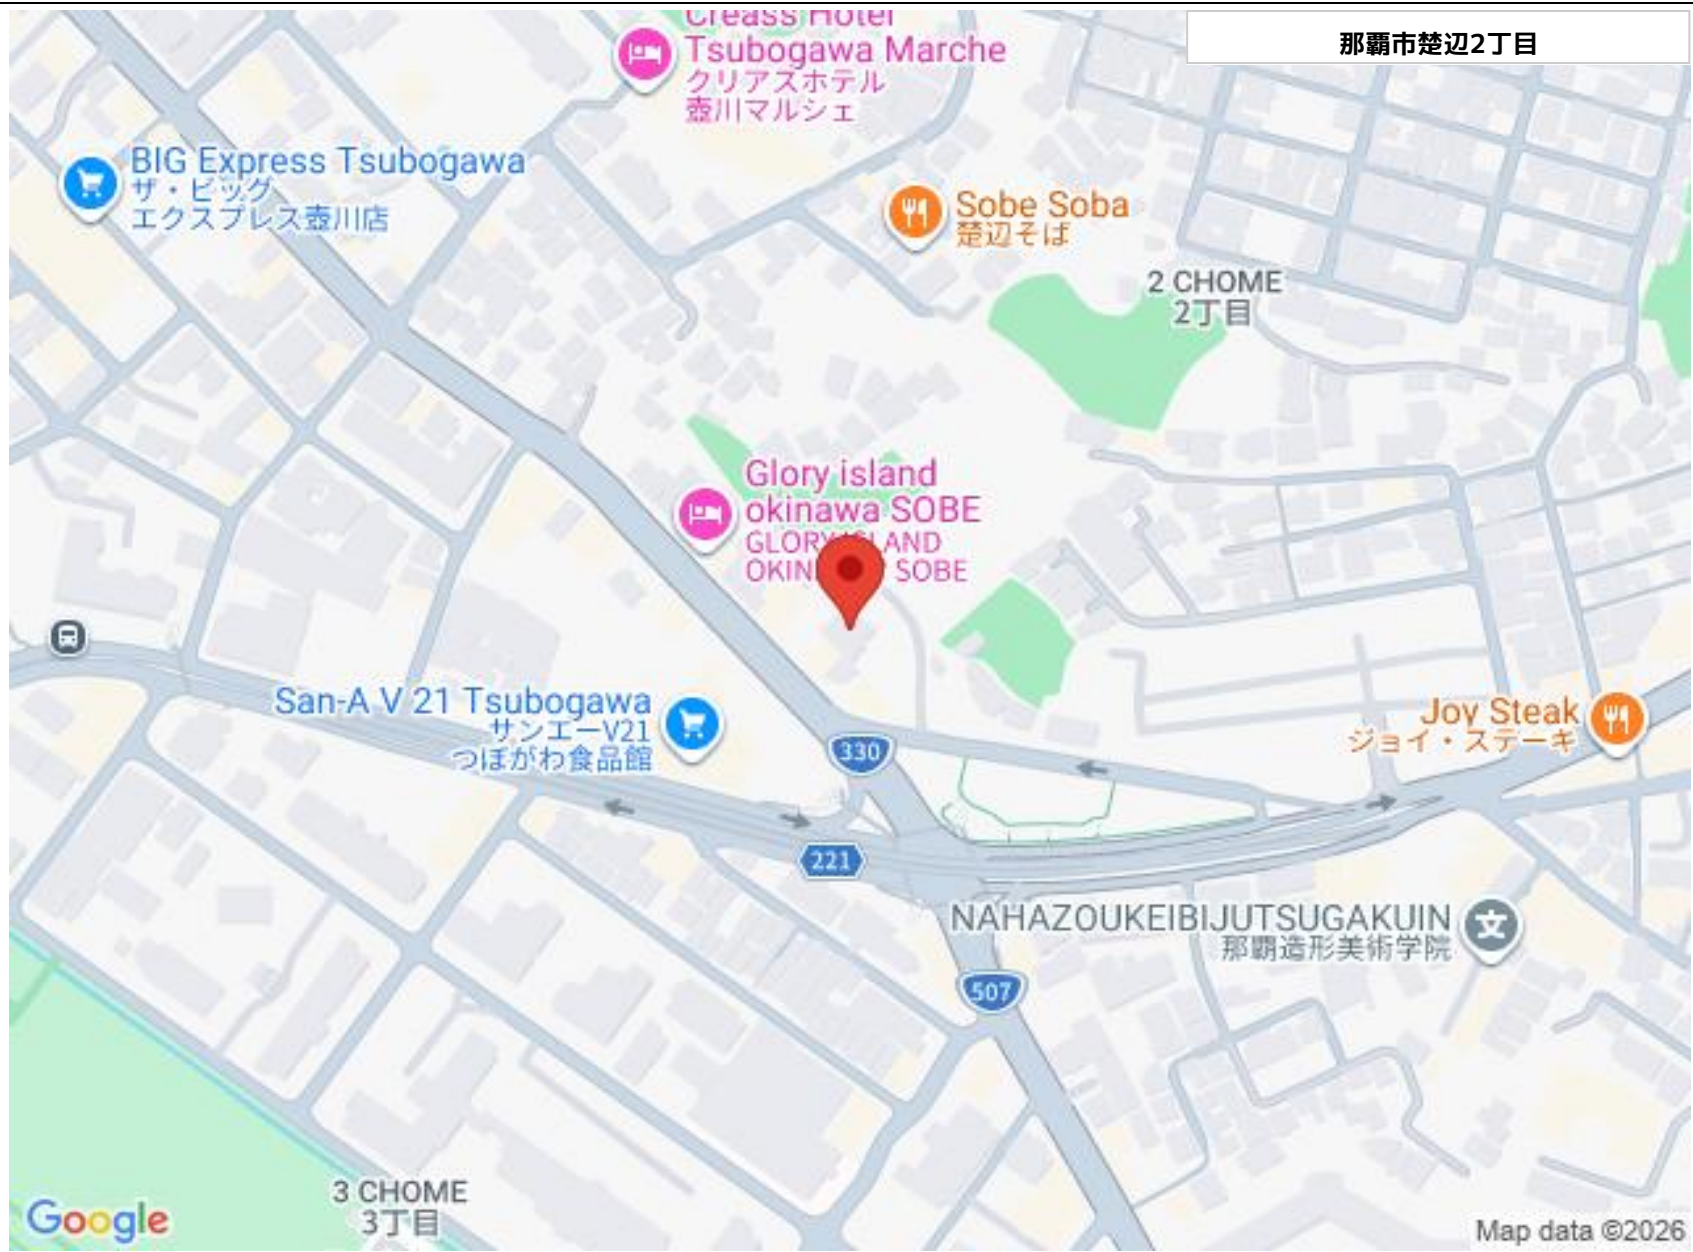 Creass Hotel
Tsubogawa Marche
クリアスホテル
壺川マルシェ
那覇市楚辺2丁目
BIG Express Tsubogawa
ザ・ビッグ
エクスプレス壺川店
Sobe Soba
楚辺そば
2 CHOME
2丁目
Glory island
okinawa SOBE
GLORY ISLAND
SOBE
San-A V 21 Tsubogawa
サンエーV21
つぼがわ食品館
Joy Steak
ジョイ・ステーキ
330
221
NAHAZOUKEIBIJUTSUGAKUIN
那覇造形美術学院
文
507
3 CHOME
3丁目
Google
Map data ©2026